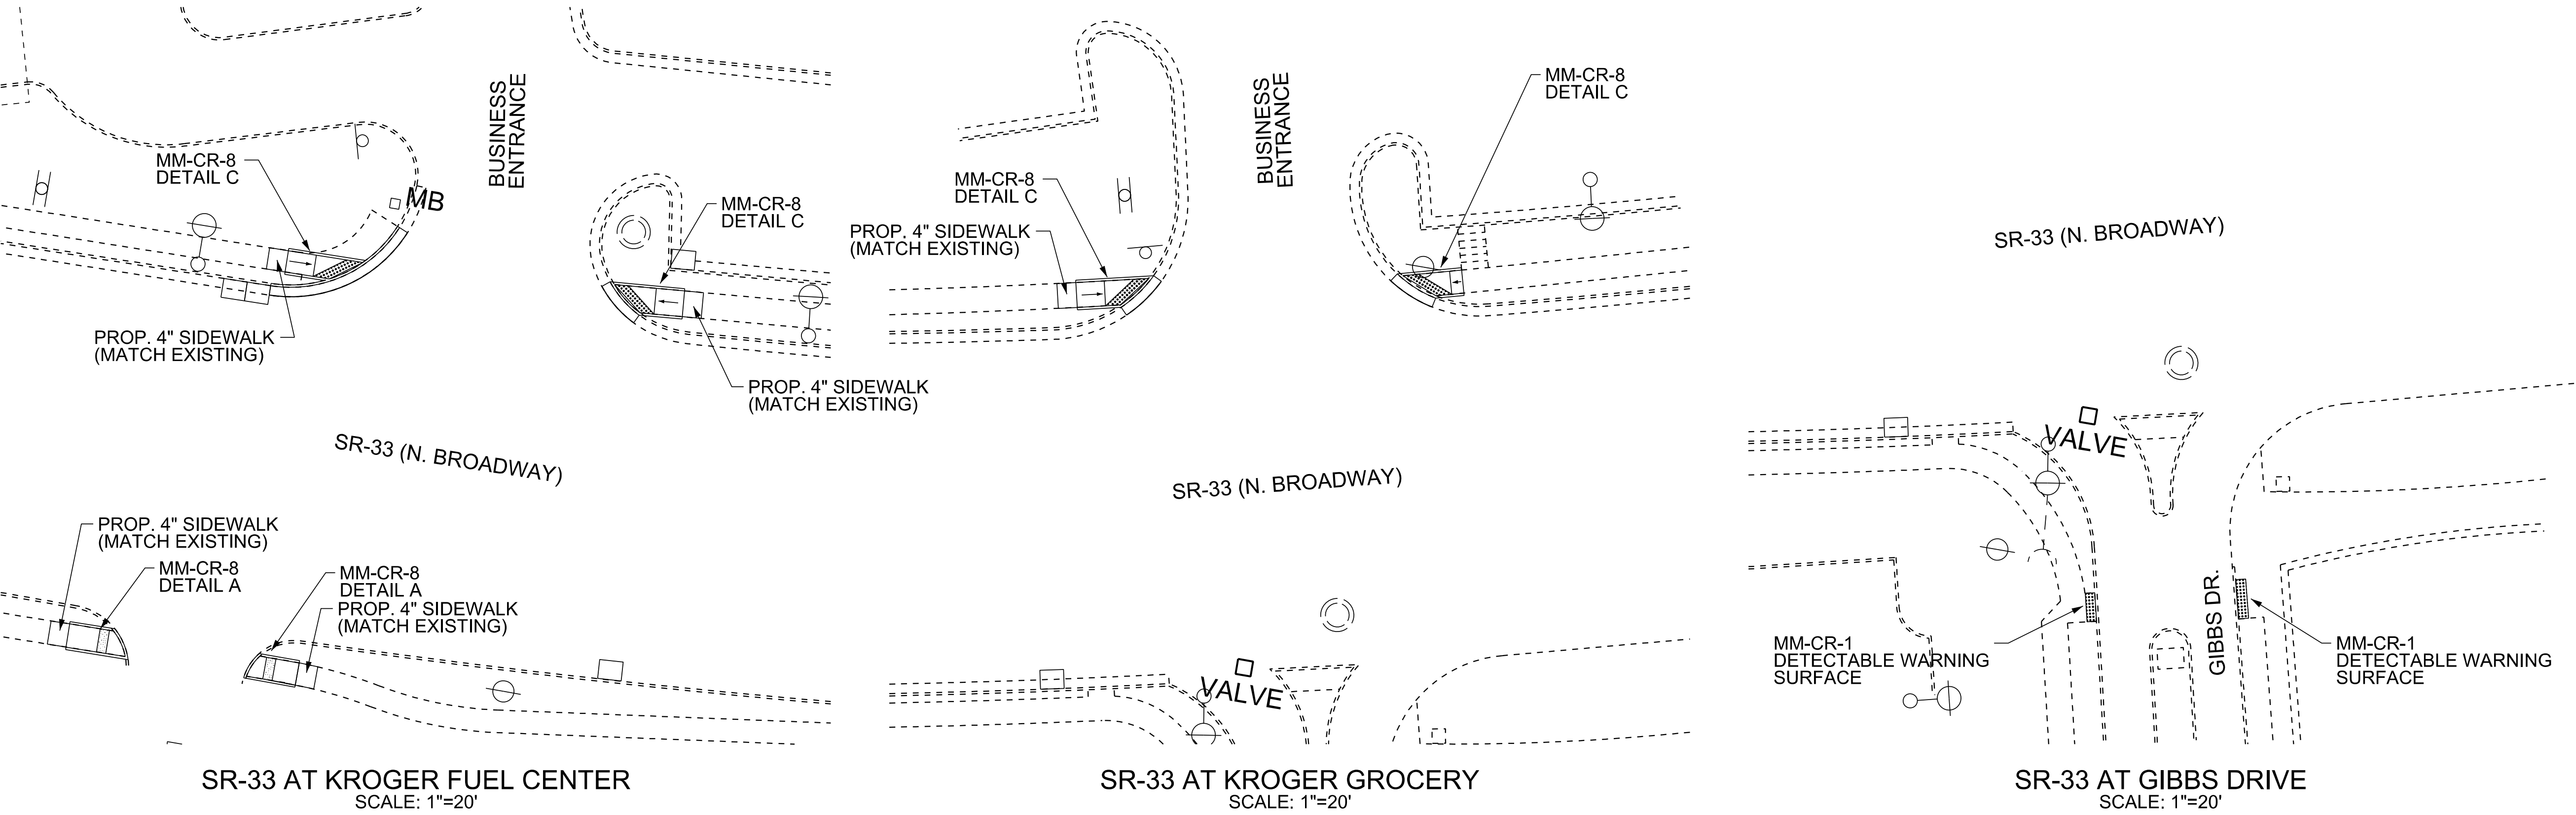 BUSINESS
ENTRANCE
MM-CR-8
DETAIL C
MB
MM-CR-8
DETAIL C
PROP. 4" SIDEWALK
(MATCH EXISTING)
PROP. 4" SIDEWALK
(MATCH EXISTING)
SR-33 (N. BROADWAY)
PROP. 4" SIDEWALK
(MATCH EXISTING)
MM-CR-8
DETAIL A
MM-CR-8
DETAIL A
PROP. 4" SIDEWALK
(MATCH EXISTING)
SR-33 AT KROGER FUEL CENTER
SCALE: 1"=20'
BUSINESS
ENTRANCE
MM-CR-8
DETAIL C
MM-CR-8
DETAIL C
PROP. 4" SIDEWALK
(MATCH EXISTING)
SR-33 (N. BROADWAY)
VALVE
SR-33 AT KROGER GROCERY
SCALE: 1"=20'
SR-33 (N. BROADWAY)
VALVE
GIBBS DR.
MM-CR-1
DETECTABLE WARNING
SURFACE
MM-CR-1
DETECTABLE WARNING
SURFACE
SR-33 AT GIBBS DRIVE
SCALE: 1"=20'